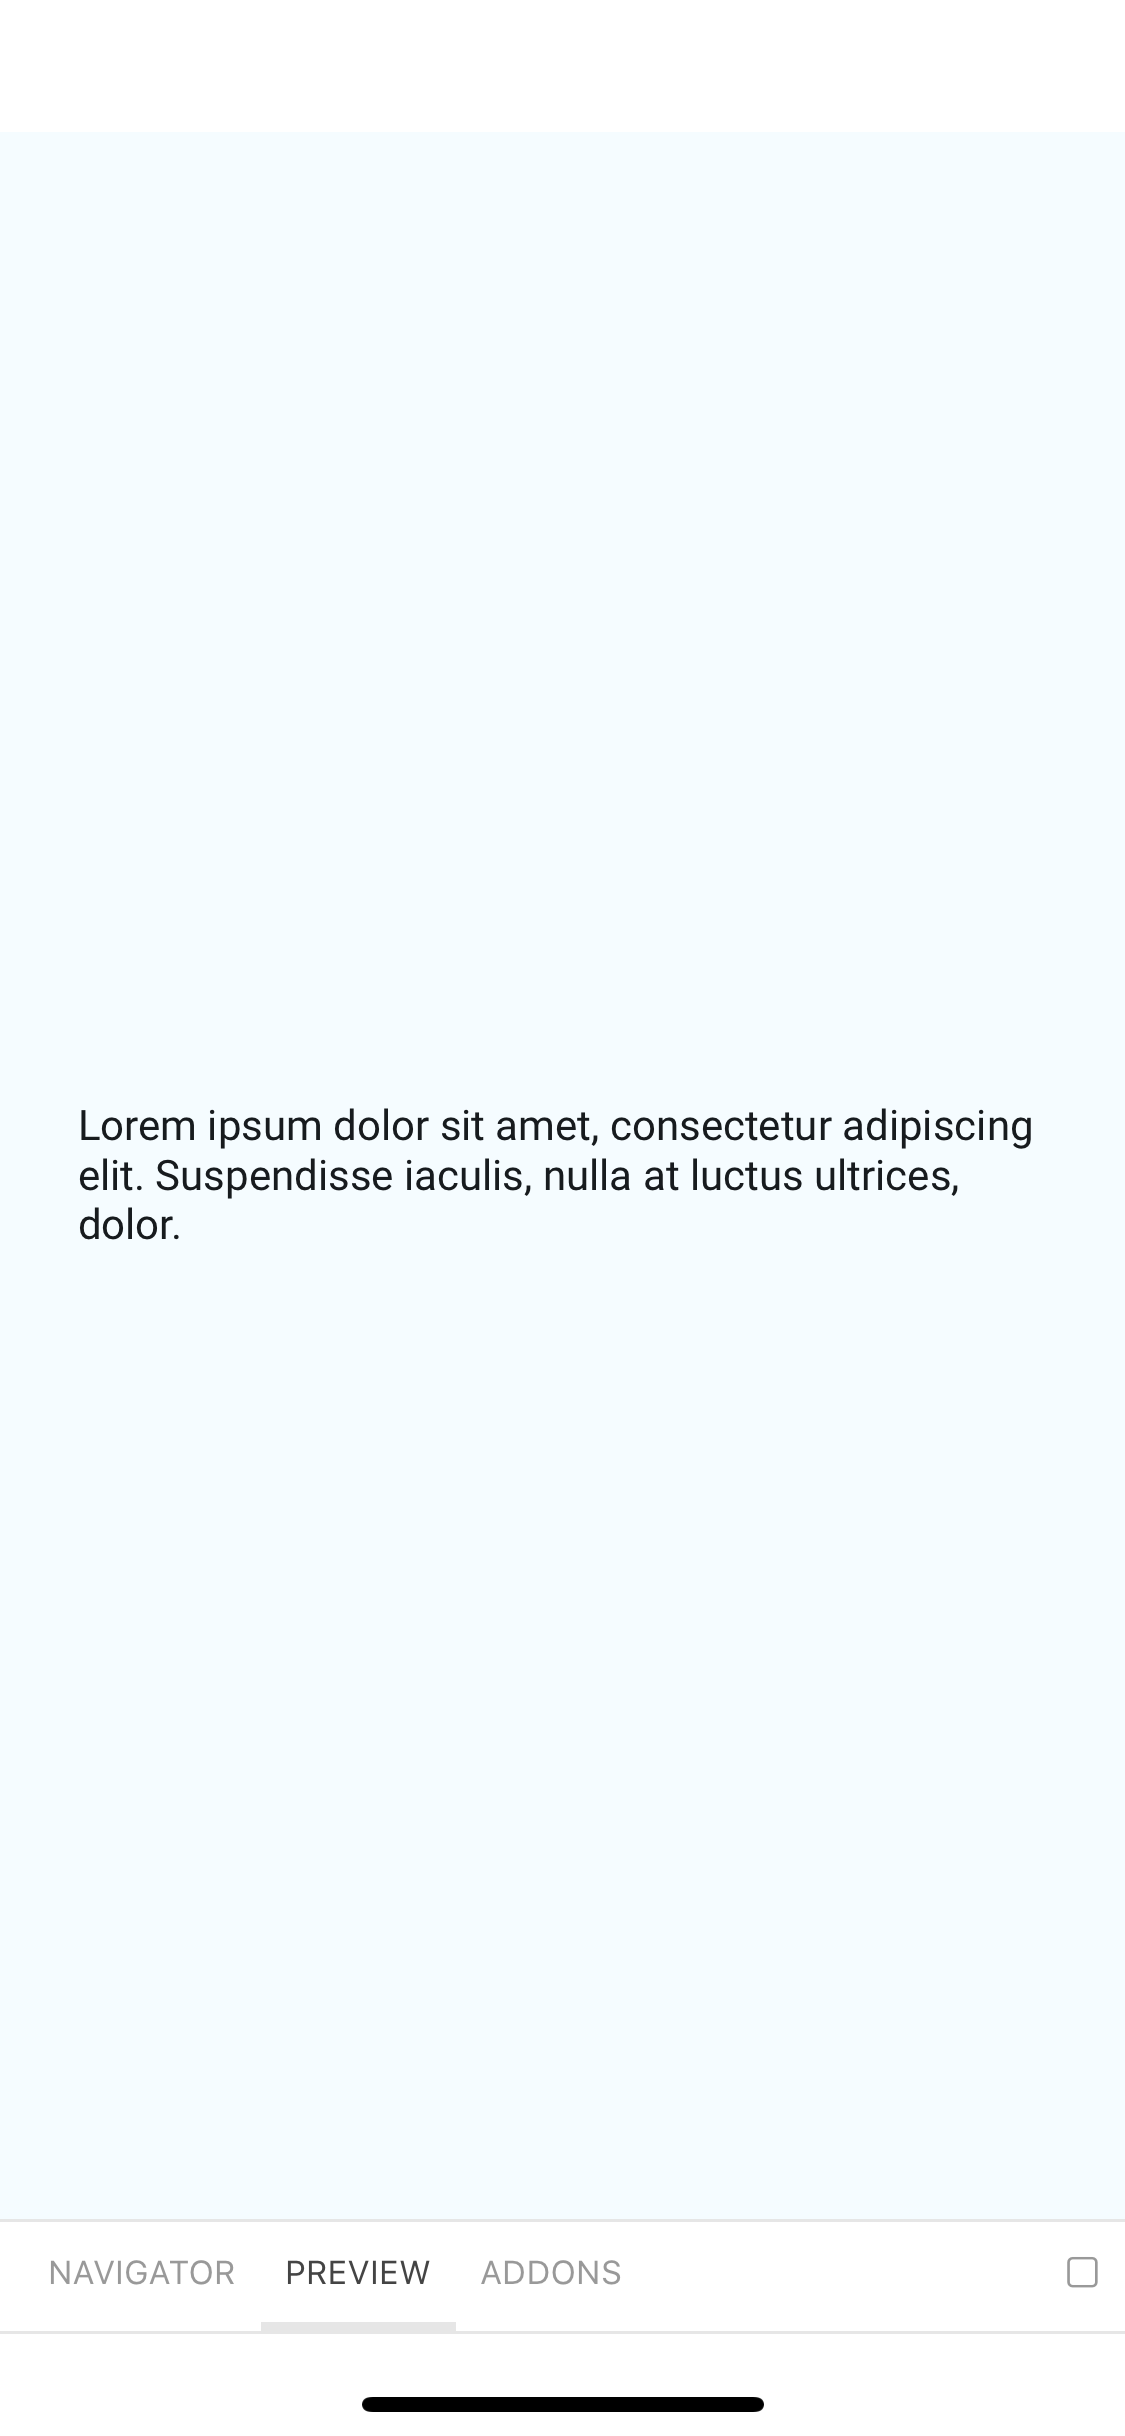 Lorem ipsum dolor sit amet, consectetur adipiscing
elit. Suspendisse iaculis, nulla at luctus ultrices,
dolor.
NAVIGATOR PREVIEW ADDONS